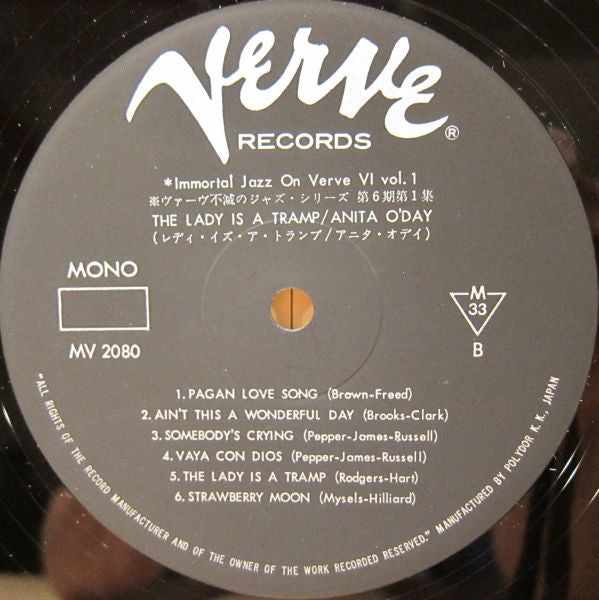 VERVE
RECORDS ®
*Immortal Jazz On Verve VI vol.1
※ヴァーヴ不滅のジャズ・シリーズ 第6期第1集
THE LADY IS A TRAMP/ANITA O'DAY
(レディ・イズ・ア・トランプ/アニタ・オデイ)
MONO
MV 2080
M
33
B
1. PAGAN LOVE SONG (Brown-Freed)
2. AIN'T THIS A WONDERFUL DAY (Brooks-Clark)
3. SOMEBODY'S CRYING (Pepper-James-Russell)
4. VAYA CON DIOS (Pepper-James-Russell)
5. THE LADY IS A TRAMP (Rodgers-Hart)
6. STRAWBERRY MOON (Mysels-Hilliard)
"ALL RIGHTS OF THE RECORD MANUFACTURER AND OF THE OWNER OF THE WORK RECORDED RESERVED." MANUFACTURED BY POLYDOR K. K., JAPAN